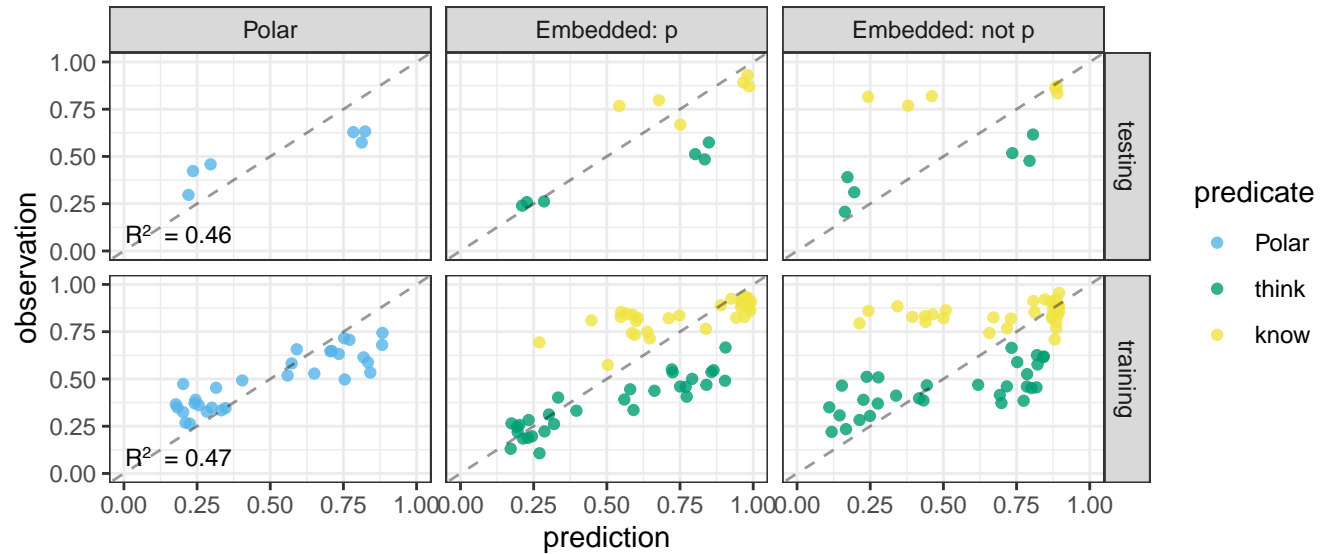 Polar
Embedded: p
Embedded: not p
1.00
0.75
0.50
0.25
0.00
R² = 0.46
testing
1.00
0.75
0.50
0.25
0.00
R² = 0.47
training
0.00 0.25 0.50 0.75 1.00
0.00 0.25 0.50 0.75 1.00
0.00 0.25 0.50 0.75 1.00
prediction
observation
predicate
Polar
think
know